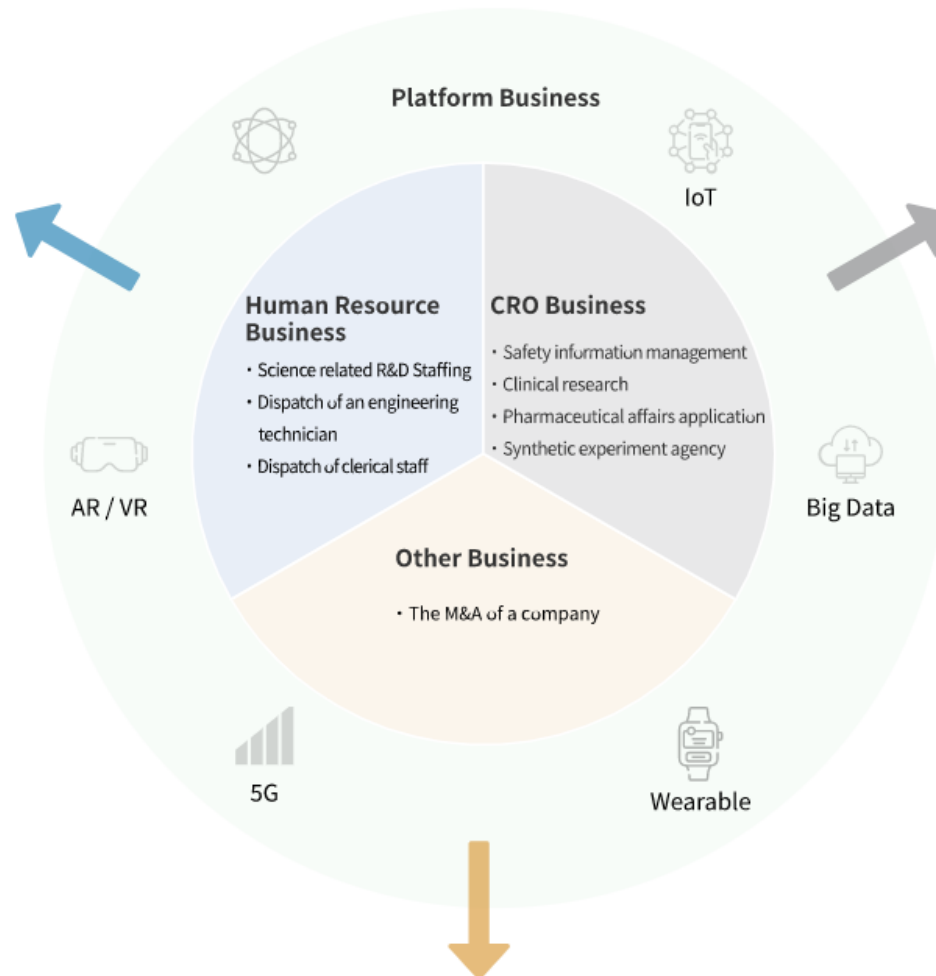 Platform Business
IoT
Human Resource
Business
・Science related R&D Staffing
・Dispatch of an engineering
technician
・Dispatch of clerical staff
CRO Business
・Safety information management
・Clinical research
・Pharmaceutical affairs application
・Synthetic experiment agency
AR / VR
Big Data
Other Business
・The M&A of a company
5G
Wearable